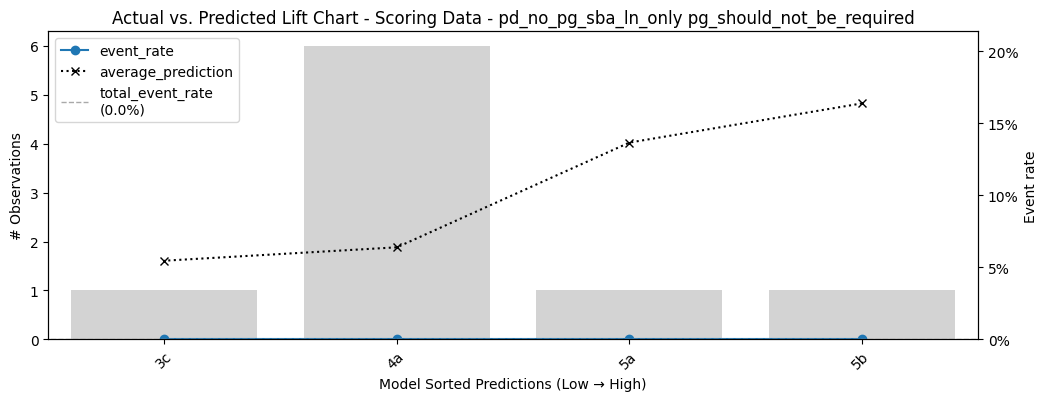 Actual vs. Predicted Lift Chart - Scoring Data - pd_no_pg_sba_ln_only pg_should_not_be_required
event_rate
average_prediction
total_event_rate
(0.0%)
# Observations
6
5
4
3
2
1
0
20%
15%
10%
5%
0%
Event rate
3c
4a
5a
5b
Model Sorted Predictions (Low → High)